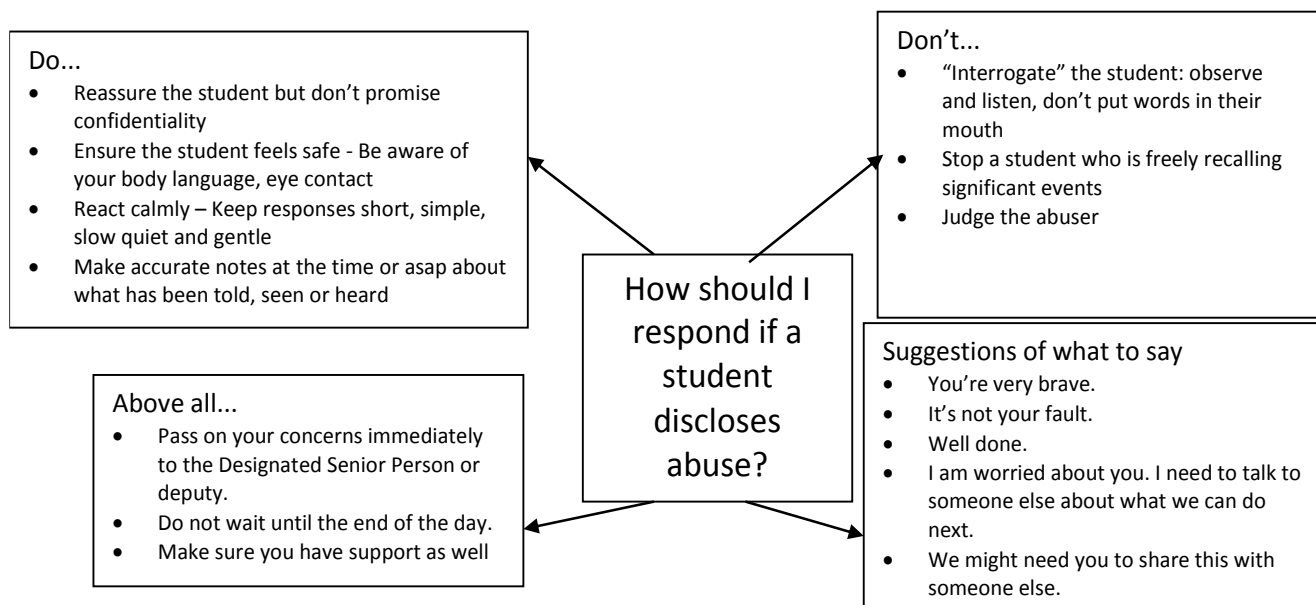 Do...
• Reassure the student but don’t promise
confidentiality
• Ensure the student feels safe - Be aware of
your body language, eye contact
• React calmly – Keep responses short, simple,
slow quiet and gentle
• Make accurate notes at the time or asap about
what has been told, seen or heard
Don’t...
• “Interrogate” the student: observe
and listen, don’t put words in their
mouth
• Stop a student who is freely recalling
significant events
• Judge the abuser
How should I
respond if a
student
discloses
abuse?
Above all...
• Pass on your concerns immediately
to the Designated Senior Person or
deputy.
• Do not wait until the end of the day.
• Make sure you have support as well
Suggestions of what to say
• You’re very brave.
• It’s not your fault.
• Well done.
• I am worried about you. I need to talk to
someone else about what we can do
next.
• We might need you to share this with
someone else.